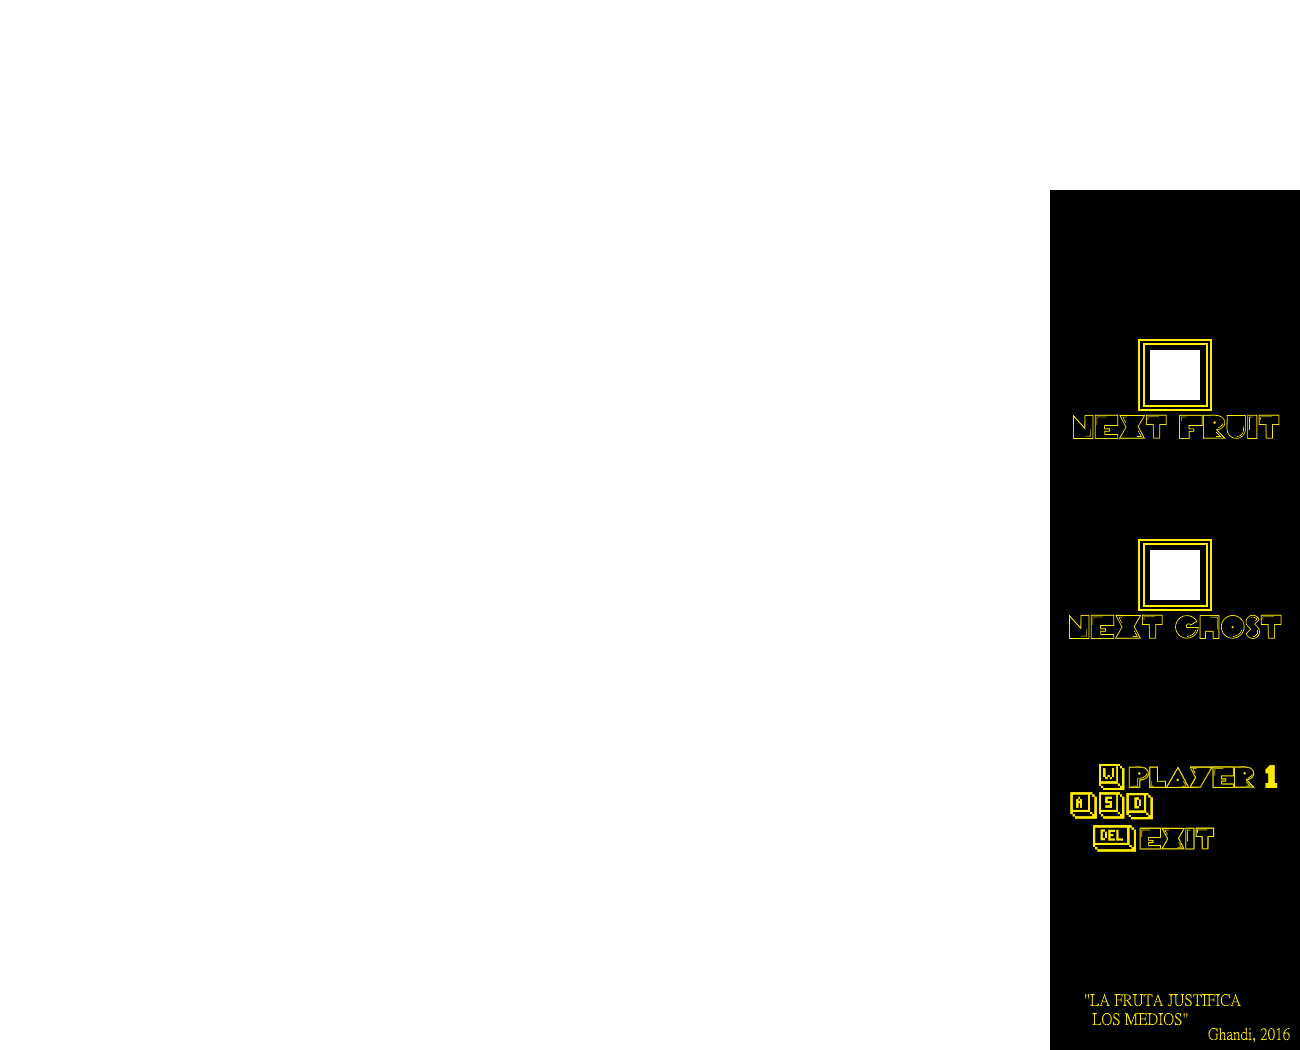 NEXT FRUIT
NEXT GHOST
W PLAYER 1
A S D
DEL EXIT
"LA FRUTA JUSTIFICA
LOS MEDIOS"
Ghandi, 2016